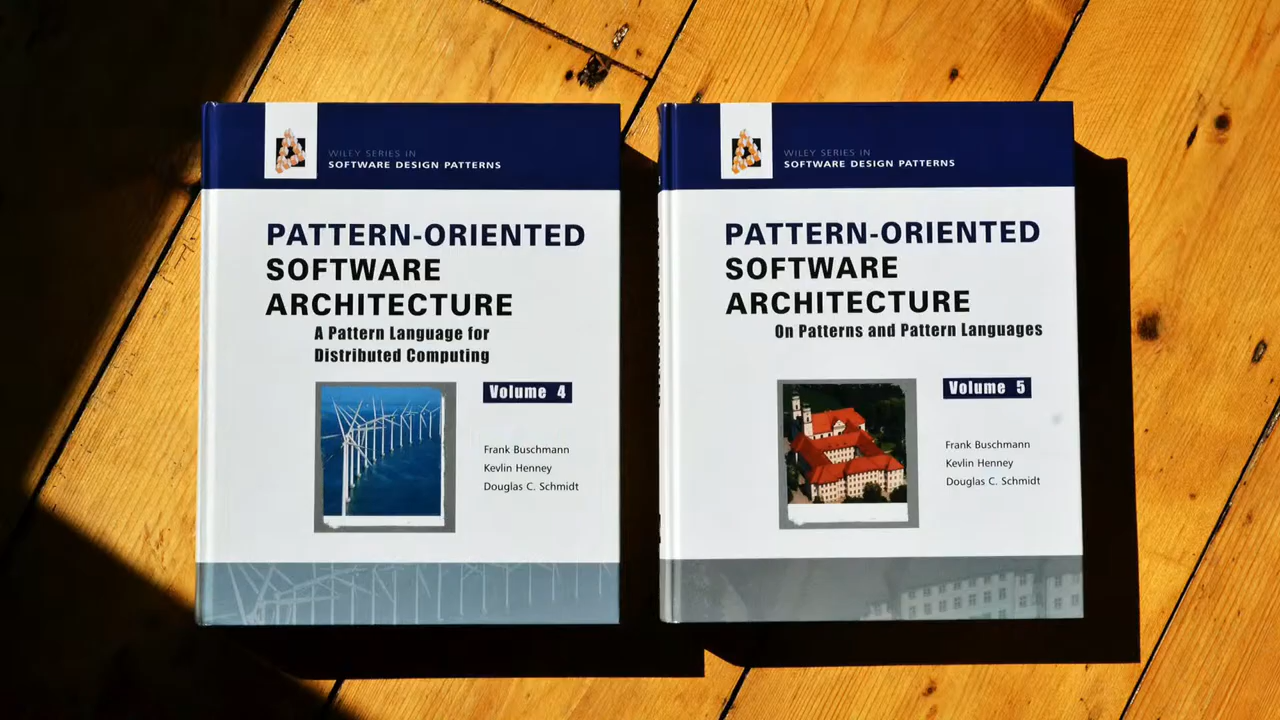 WILEY SERIES IN
SOFTWARE DESIGN PATTERNS
PATTERN-ORIENTED
SOFTWARE
ARCHITECTURE
A Pattern Language for
Distributed Computing
Volume 4
Frank Buschmann
Kevlin Henney
Douglas C. Schmidt
WILEY SERIES IN
SOFTWARE DESIGN PATTERNS
PATTERN-ORIENTED
SOFTWARE
ARCHITECTURE
On Patterns and Pattern Languages
Volume 5
Frank Buschmann
Kevlin Henney
Douglas C. Schmidt